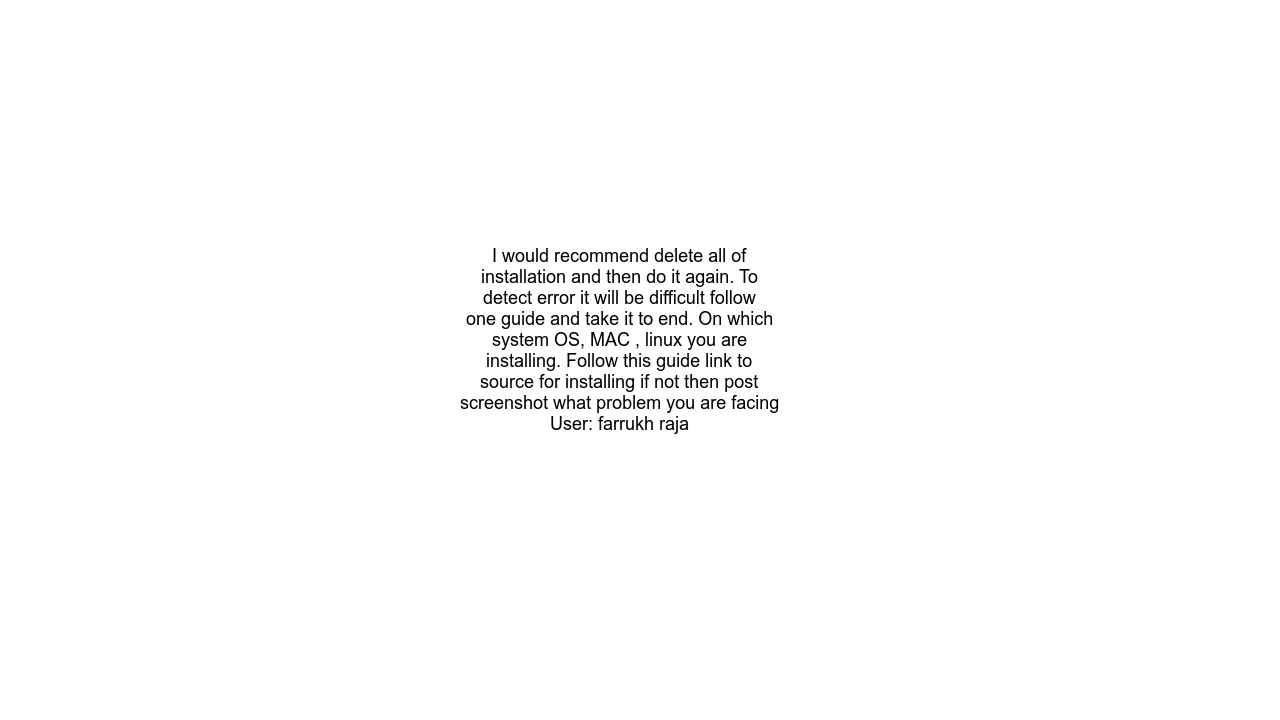 I would recommend delete all of
installation and then do it again. To
detect error it will be difficult follow
one guide and take it to end. On which
system OS, MAC , linux you are
installing. Follow this guide link to
source for installing if not then post
screenshot what problem you are facing
User: farrukh raja